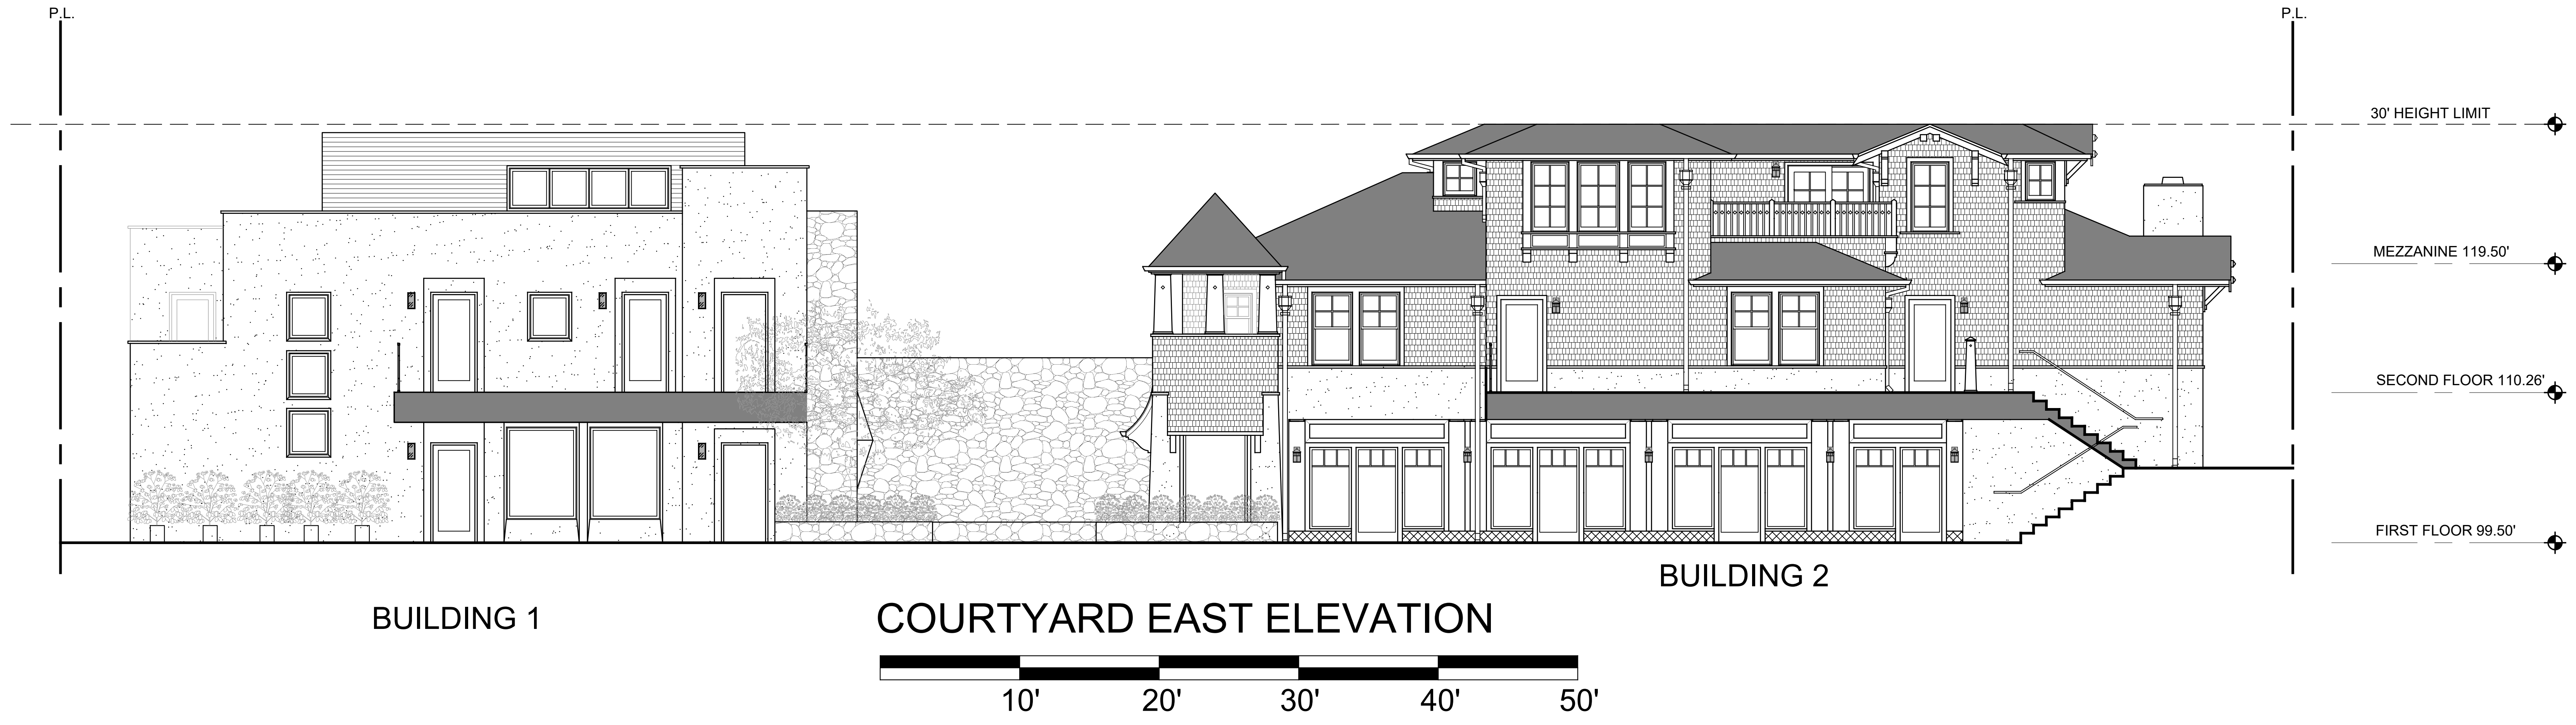 P.L.
P.L.
30' HEIGHT LIMIT
MEZZANINE 119.50'
SECOND FLOOR 110.26'
FIRST FLOOR 99.50'
BUILDING 2
BUILDING 1
COURTYARD EAST ELEVATION
10' 20' 30' 40' 50'